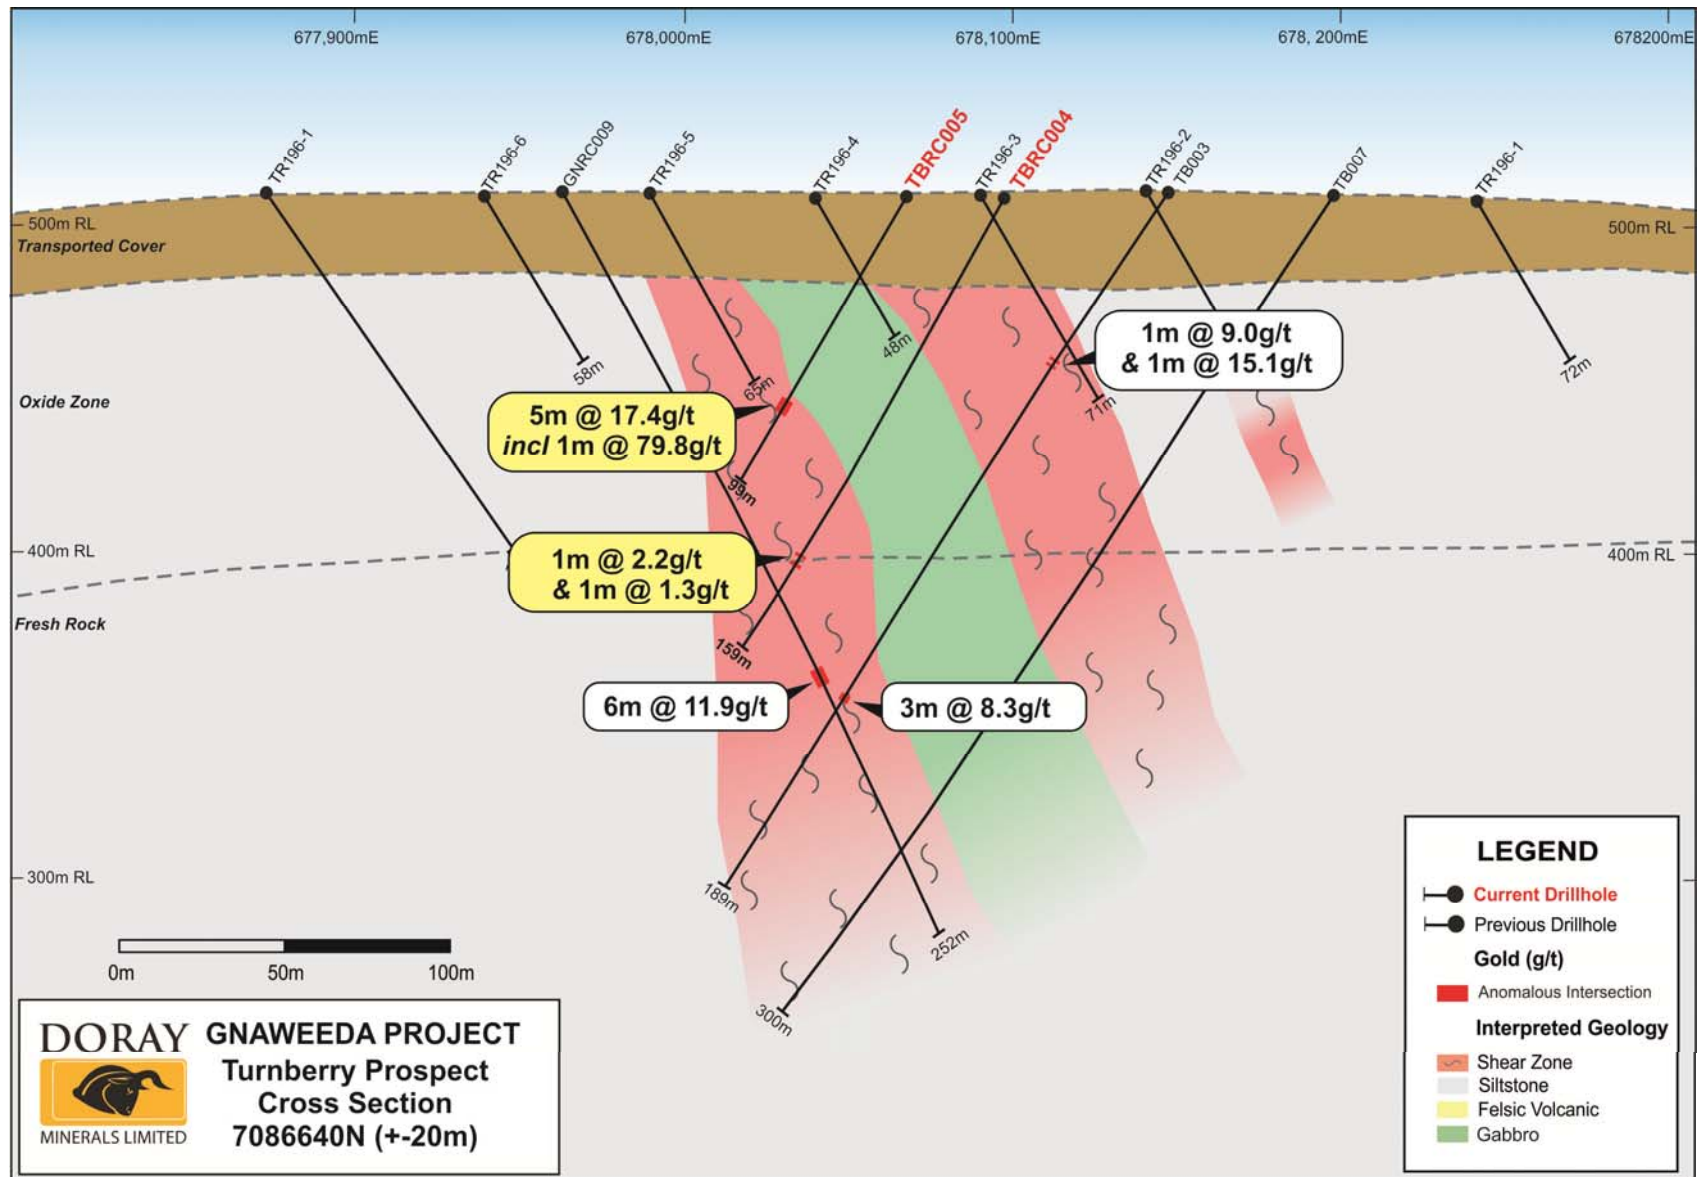 677,900mE
678,000mE
678,100mE
678, 200mE
678200mE
TR196-1
TR196-6
GNRC009
TR196-5
TR196-4
TBRC005
TR196-3
TBRC004
TR196-2
TB003
TB007
TR196-1
500m RL
500m RL
Transported Cover
1m @ 9.0g/t
& 1m @ 15.1g/t
48m
58m
72m
65m
71m
Oxide Zone
5m @ 17.4g/t
incl 1m @ 79.8g/t
99m
400m RL
400m RL
1m @ 2.2g/t
& 1m @ 1.3g/t
Fresh Rock
159m
6m @ 11.9g/t
3m @ 8.3g/t
300m RL
189m
252m
300m
0m
50m
100m
LEGEND
Current Drillhole
Previous Drillhole
Gold (g/t)
Anomalous Intersection
Interpreted Geology
Shear Zone
Siltstone
Felsic Volcanic
Gabbro
DORAY
MINERALS LIMITED
GNAWEEDA PROJECT
Turnberry Prospect
Cross Section
7086640N (+-20m)